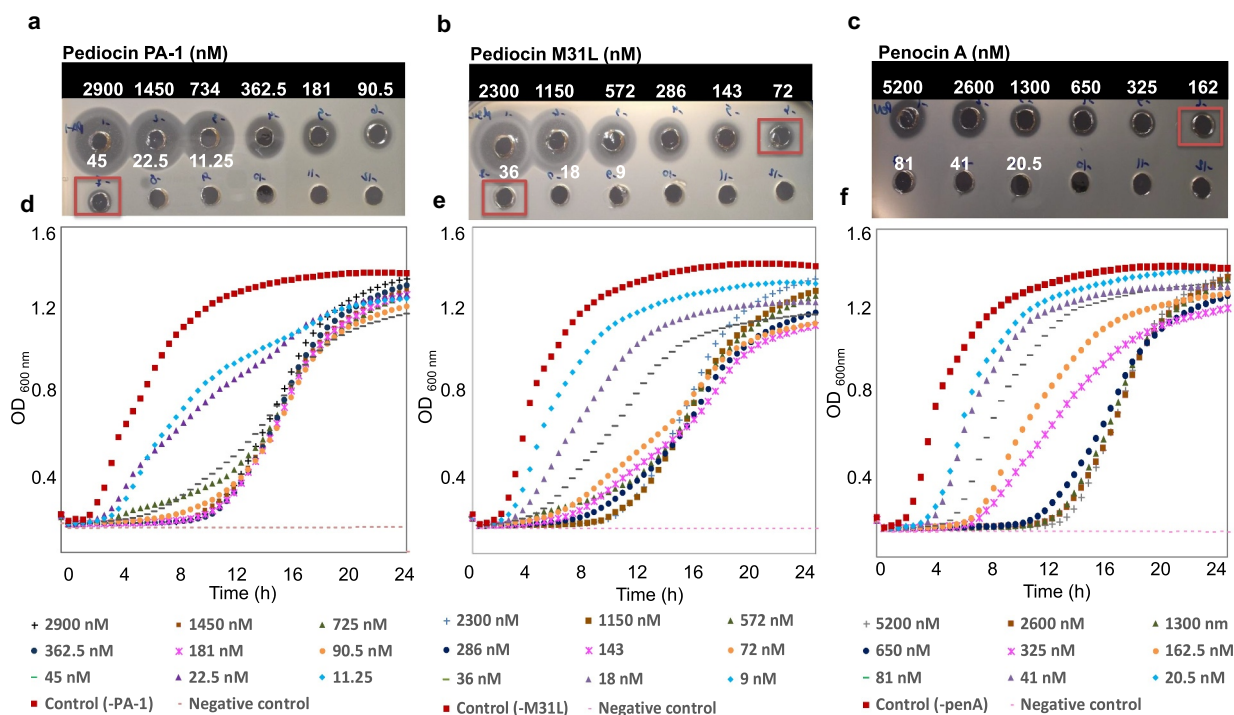 a
b
c
Pediocin PA-1 (nM)
Pediocin M31L (nM)
Penocin A (nM)
2900 1450 734 362.5 181 90.5
2300 1150 572 286 143 72
5200 2600 1300 650 325 162
45 22.5 11.25
36 18 9
81 41 20.5
d
e
f
1.6
1.2
0.8
0.4
OD 600 nm
0 4 8 12 16 20 24
Time (h)
1.6
1.2
0.8
0.4
OD 600 nm
0 4 8 12 16 20 24
Time (h)
1.6
1.2
0.8
0.4
OD 600nm
0 4 8 12 16 20 24
Time (h)
2900 nM 1450 nM 725 nM
362.5 nM 181 nM 90.5 nM
45 nM 22.5 nM 11.25
Control (-PA-1) Negative control
2300 nM 1150 nM 572 nM
286 nM 143 72 nM
36 nM 18 nM 9 nM
Control (-M31L) Negative control
5200 nM 2600 nM 1300 nm
650 nM 325 nM 162.5 nM
81 nM 41 nM 20.5 nM
Control (-penA) Negative control